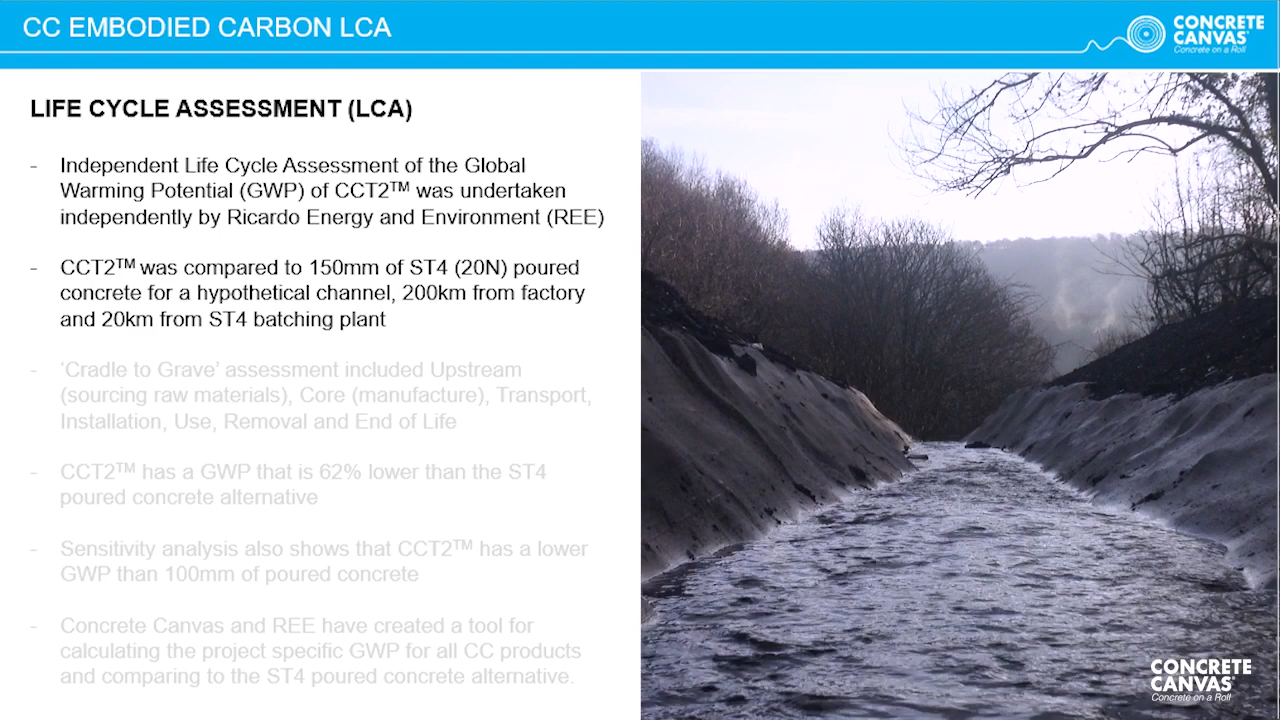 CC EMBODIED CARBON LCA
CONCRETE
CANVAS®
Concrete on a Roll
LIFE CYCLE ASSESSMENT (LCA)
- Independent Life Cycle Assessment of the Global
Warming Potential (GWP) of CCT2™ was undertaken
independently by Ricardo Energy and Environment (REE)
- CCT2™ was compared to 150mm of ST4 (20N) poured
concrete for a hypothetical channel, 200km from factory
and 20km from ST4 batching plant
- ‘Cradle to Grave’ assessment included Upstream
(sourcing raw materials), Core (manufacture), Transport,
Installation, Use, Removal and End of Life
- CCT2™ has a GWP that is 62% lower than the ST4
poured concrete alternative
- Sensitivity analysis also shows that CCT2™ has a lower
GWP than 100mm of poured concrete
- Concrete Canvas and REE have created a tool for
calculating the project specific GWP for all CC products
and comparing to the ST4 poured concrete alternative.
CONCRETE
CANVAS®
Concrete on a Roll